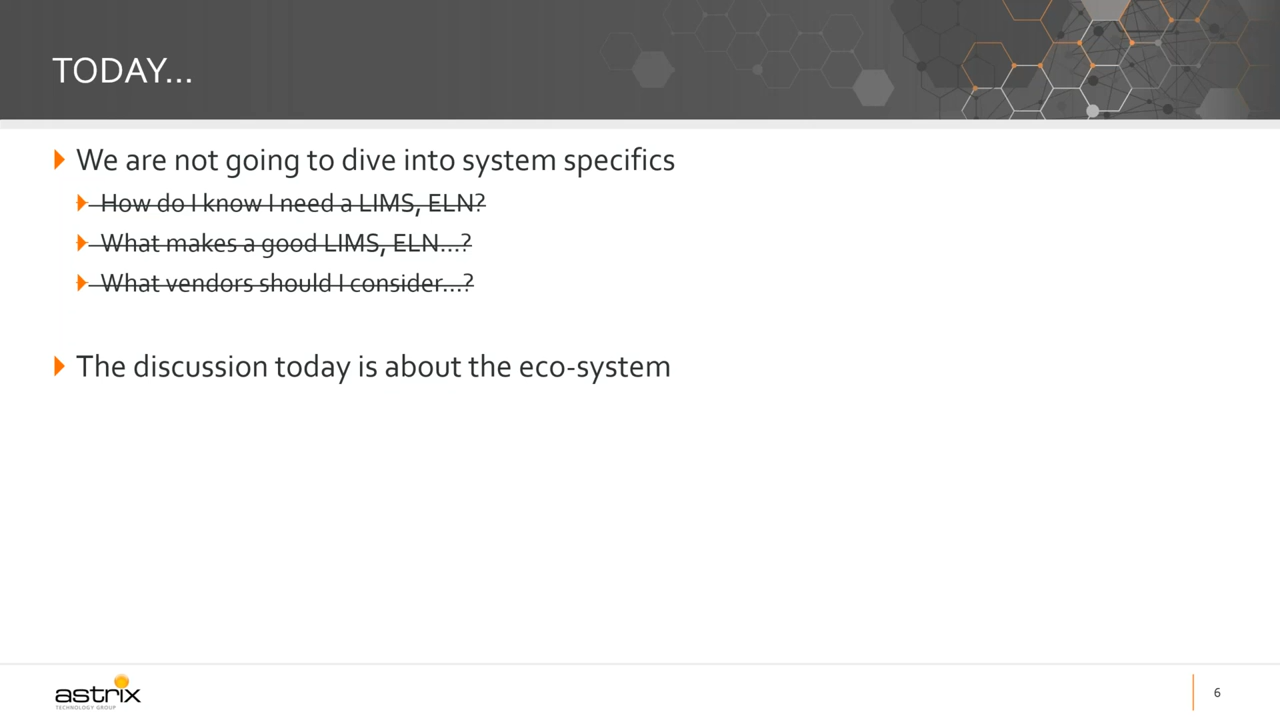 TODAY...
We are not going to dive into system specifics
How do I know I need a LIMS, ELN?
What makes a good LIMS, ELN...?
What vendors should I consider...?
The discussion today is about the eco-system
astrix
TECHNOLOGY GROUP
6